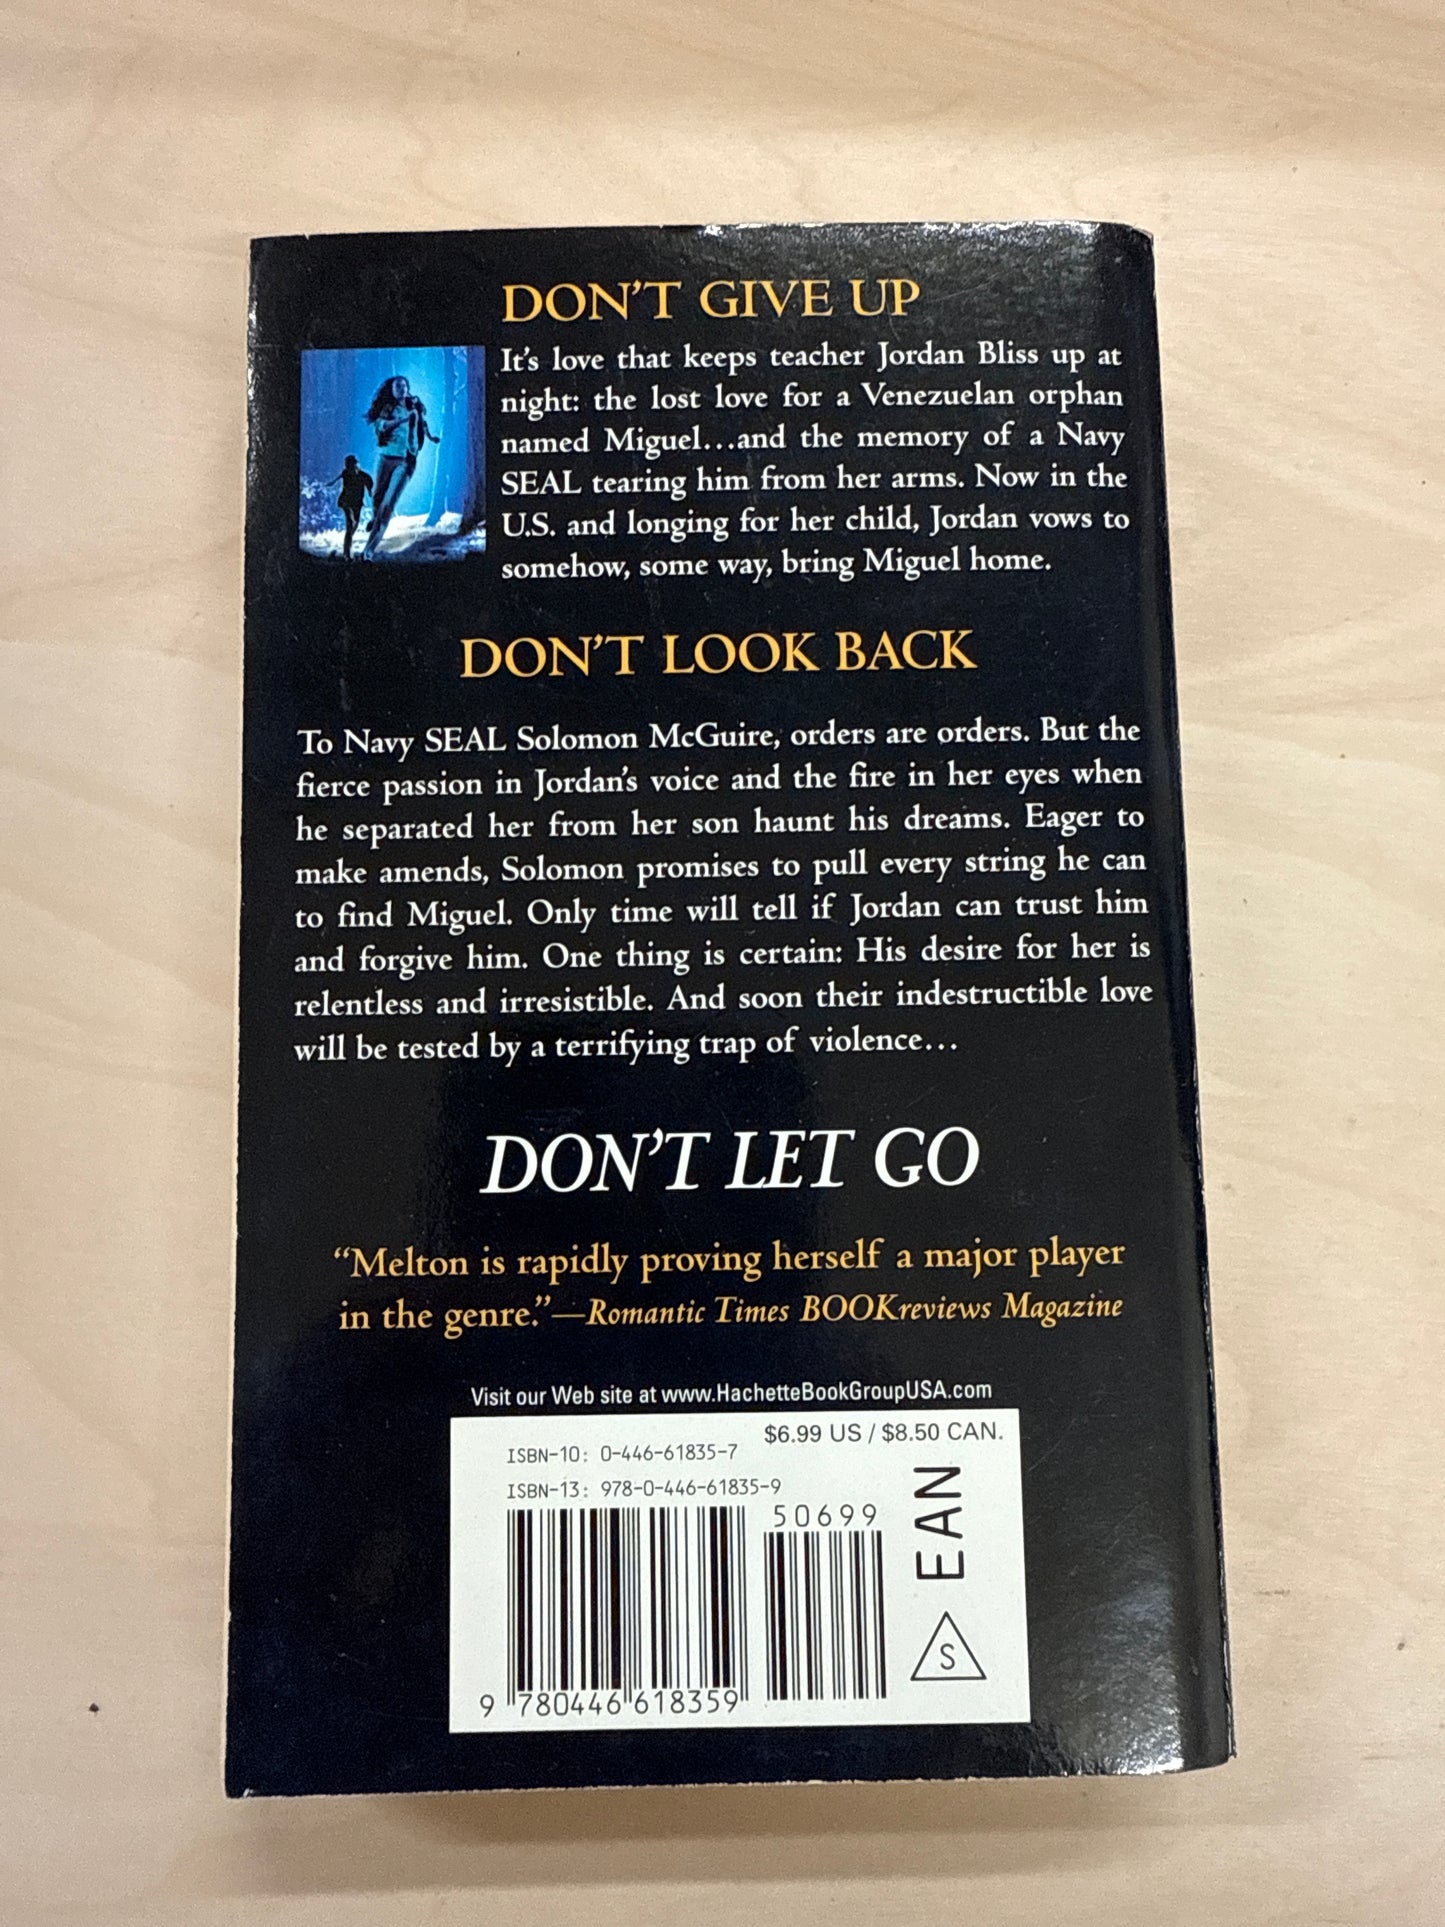 DON'T GIVE UP
It's love that keeps teacher Jordan Bliss up at
night: the lost love for a Venezuelan orphan
named Miguel...and the memory of a Navy
SEAL tearing him from her arms. Now in the
U.S. and longing for her child, Jordan vows to
somehow, some way, bring Miguel home.
DON'T LOOK BACK
To Navy SEAL Solomon McGuire, orders are orders. But the
fierce passion in Jordan's voice and the fire in her eyes when
he separated her from her son haunt his dreams. Eager to
make amends, Solomon promises to pull every string he can
to find Miguel. Only time will tell if Jordan can trust him
and forgive him. One thing is certain: His desire for her is
relentless and irresistible. And soon their indestructible love
will be tested by a terrifying trap of violence...
DON'T LET GO
"Melton is rapidly proving herself a major player
in the genre."—Romantic Times BOOKreviews Magazine
Visit our Web site at www.HachetteBookGroupUSA.com
$6.99 US / $8.50 CAN.
ISBN-10: 0-446-61835-7
ISBN-13: 978-0-446-61835-9
50699
EAN
S
9 780446 618359